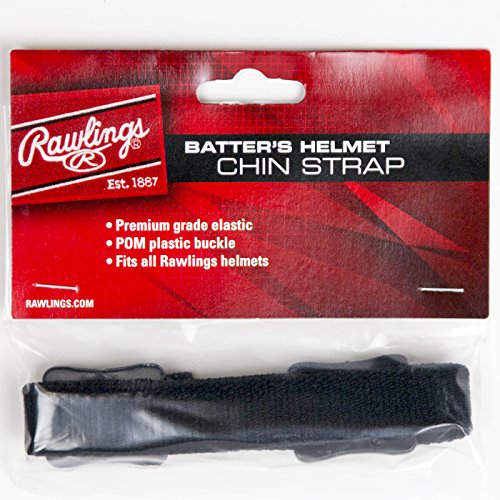 Rawlings®
R
Est. 1887
BATTER'S HELMET
CHIN STRAP
• Premium grade elastic
• POM plastic buckle
• Fits all Rawlings helmets
RAWLINGS.COM